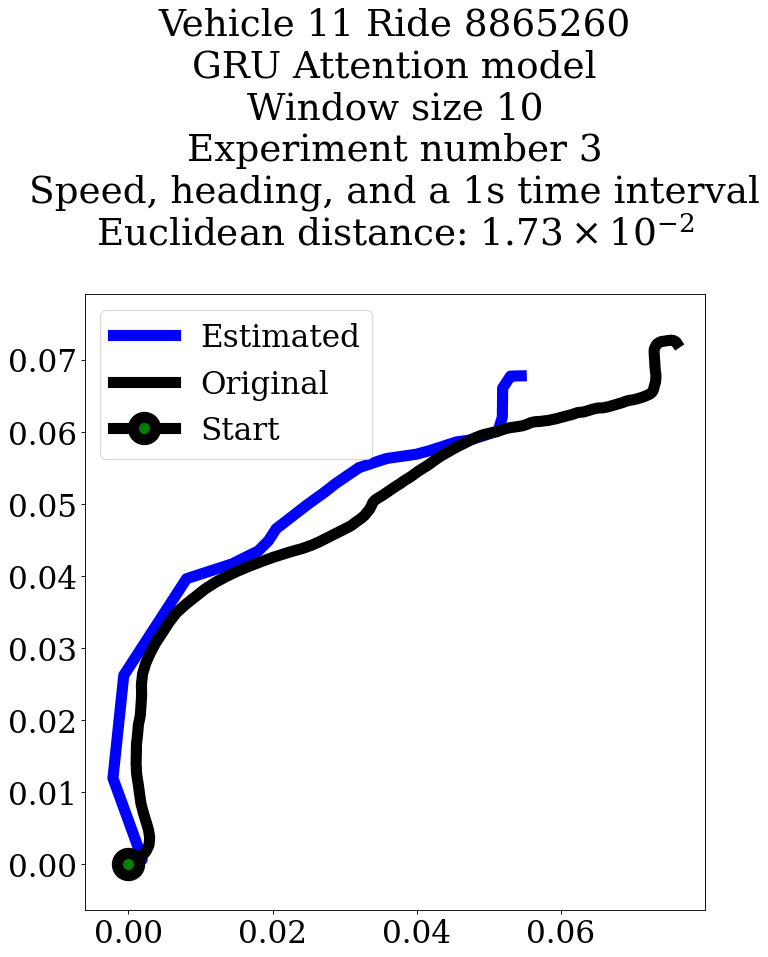 Vehicle 11 Ride 8865260
GRU Attention model
Window size 10
Experiment number 3
Speed, heading, and a 1s time interval
Euclidean distance: 1.73 × 10⁻²
Estimated
Original
Start
0.07
0.06
0.05
0.04
0.03
0.02
0.01
0.00
0.00 0.02 0.04 0.06